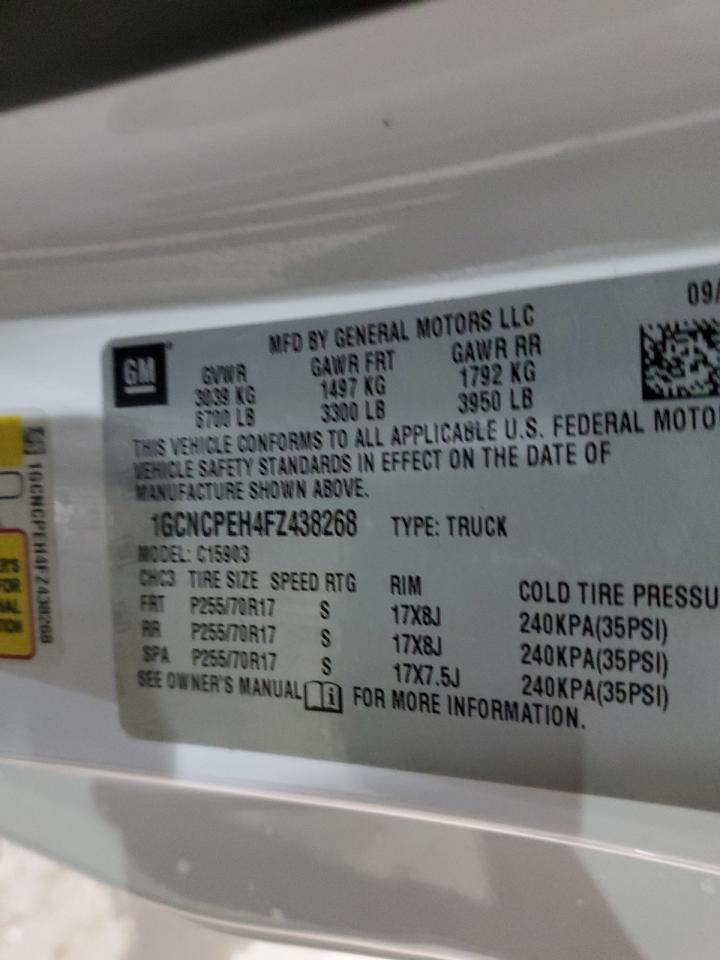 09/
MFD BY GENERAL MOTORS LLC
GM
GVWR GAWR FRT GAWR RR
3039 KG 1497 KG 1792 KG
6700 LB 3300 LB 3950 LB
THIS VEHICLE CONFORMS TO ALL APPLICABLE U.S. FEDERAL MOTO
VEHICLE SAFETY STANDARDS IN EFFECT ON THE DATE OF
MANUFACTURE SHOWN ABOVE.
1GCNCPEH4FZ438268 TYPE: TRUCK
MODEL: C15903
CHC3 TIRE SIZE SPEED RTG RIM COLD TIRE PRESSU
FRT P255/70R17 S 17X8J 240KPA(35PSI)
RR P255/70R17 S 17X8J 240KPA(35PSI)
SPA P255/70R17 S 17X7.5J 240KPA(35PSI)
SEE OWNER'S MANUAL FOR MORE INFORMATION.
1GCNCPEH4FZ438268